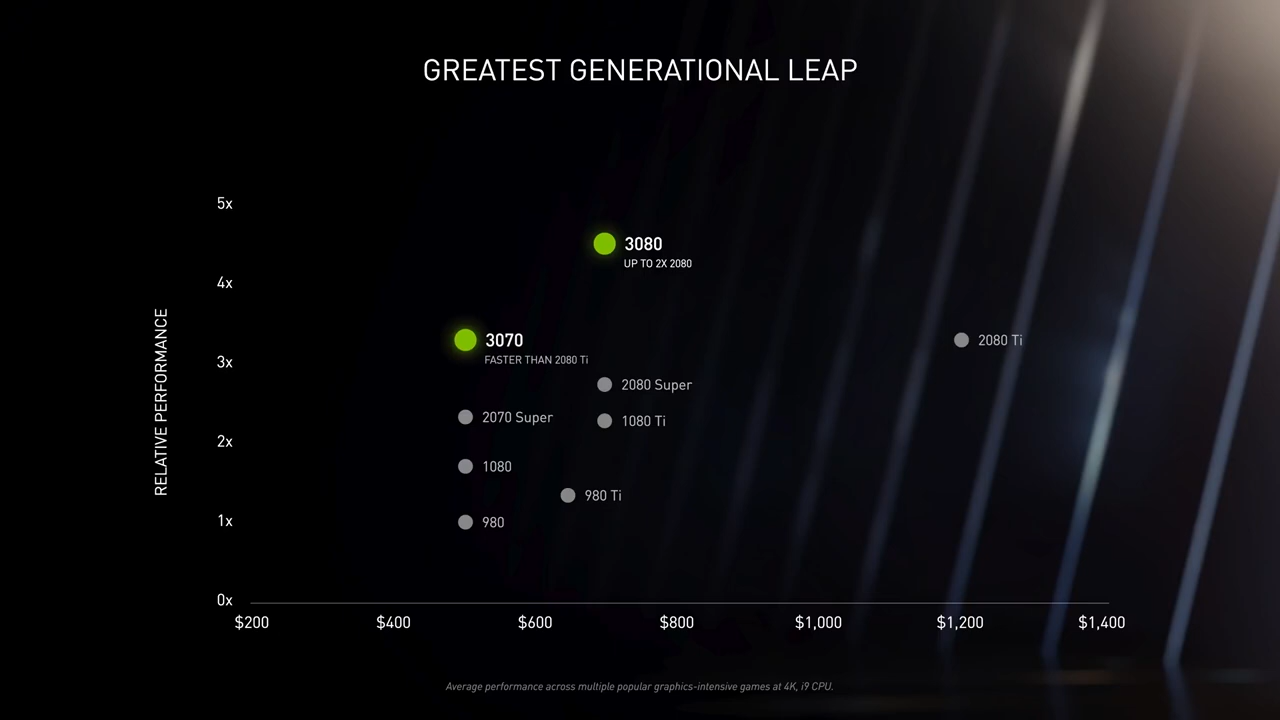 GREATEST GENERATIONAL LEAP
5x
3080
UP TO 2X 2080
4x
3070
FASTER THAN 2080 Ti
2080 Ti
3x
2080 Super
2070 Super
1080 Ti
2x
1080
980 Ti
1x
980
0x
RELATIVE PERFORMANCE
$200 $400 $600 $800 $1,000 $1,200 $1,400
Average performance across multiple popular graphics-intensive games at 4K, i9 CPU.